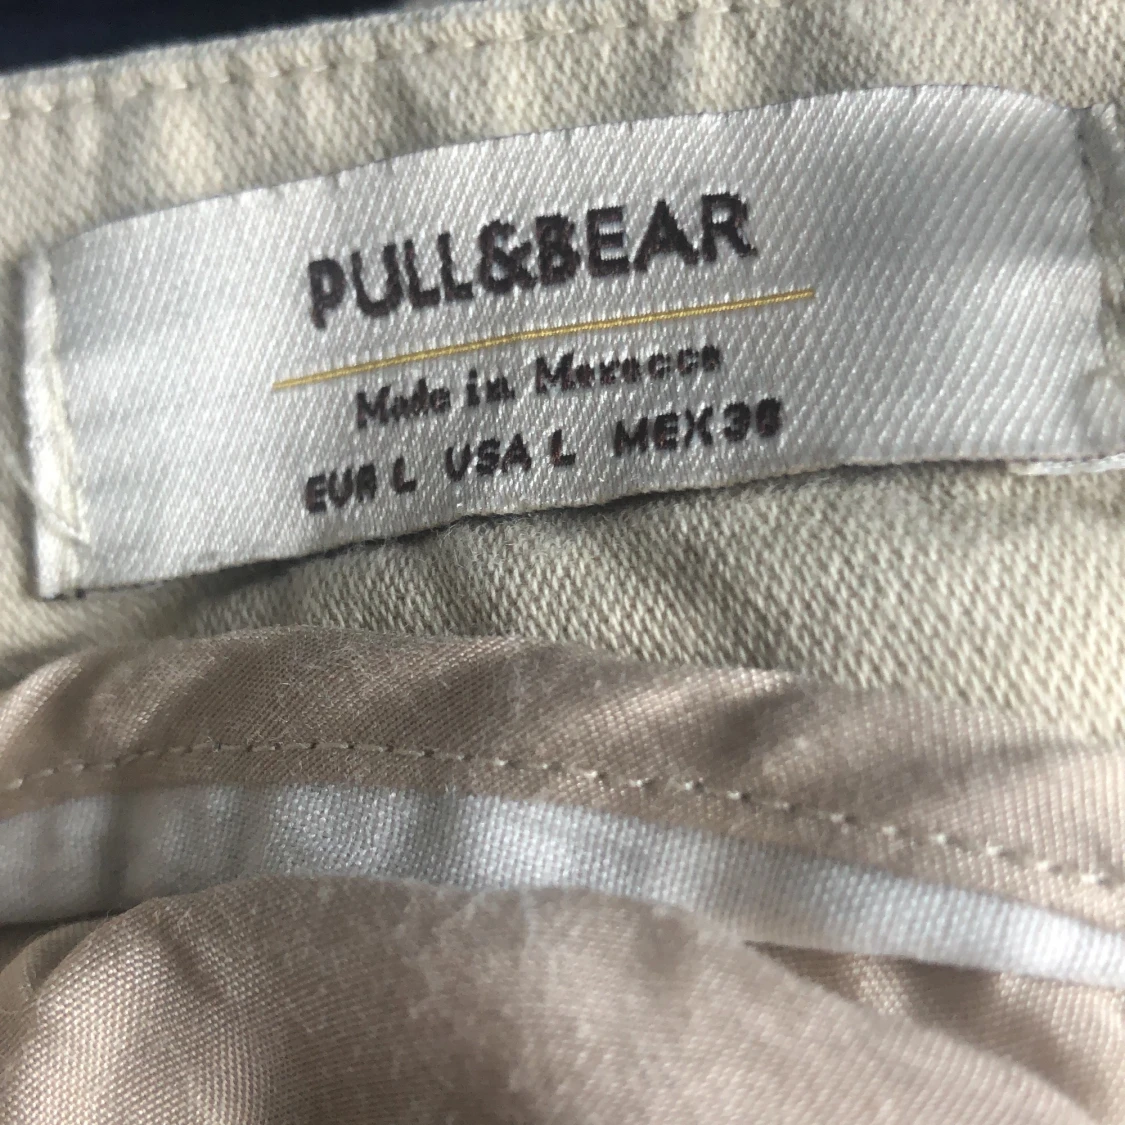 PULL&BEAR
Made in Morocco
EUR L USA L MEX 36